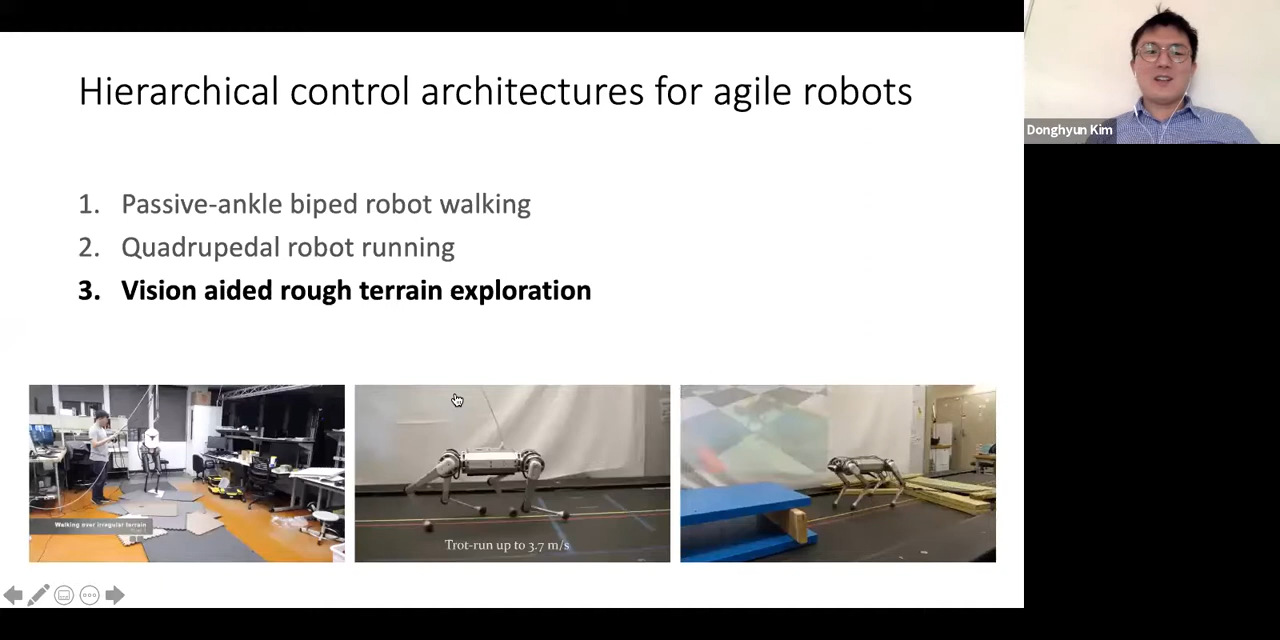 Hierarchical control architectures for agile robots
Donghyun Kim
1. Passive-ankle biped robot walking
2. Quadrupedal robot running
3. Vision aided rough terrain exploration
Walking over irregular terrain
Trot-run up to 3.7 m/s